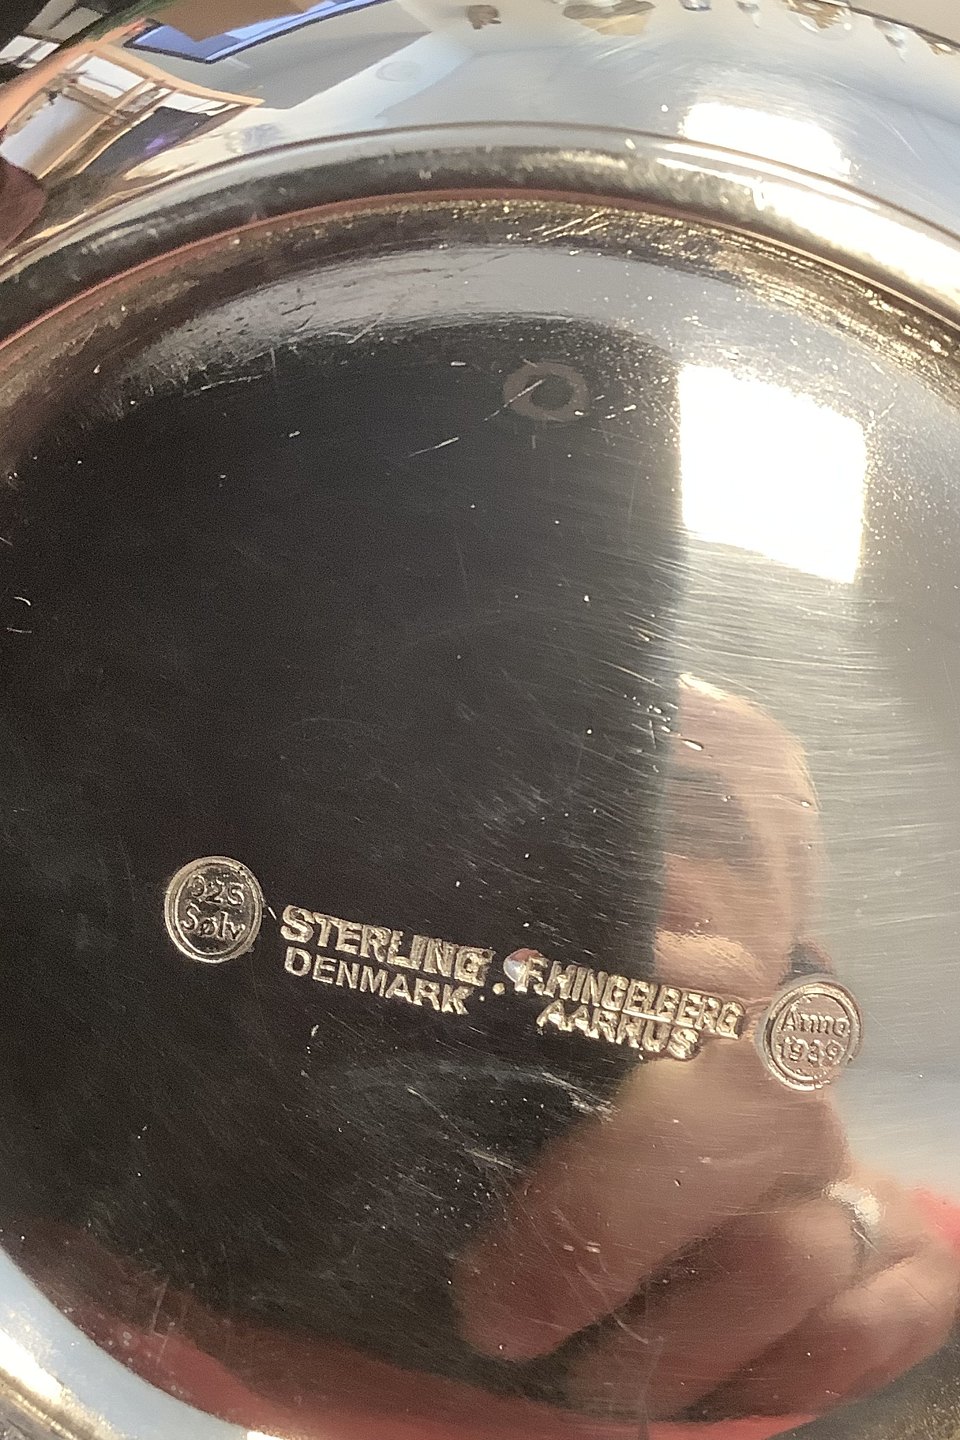 925
Sølv
STERLING
DENMARK
F. HINGELBERG
AARHUS
Anno
1939